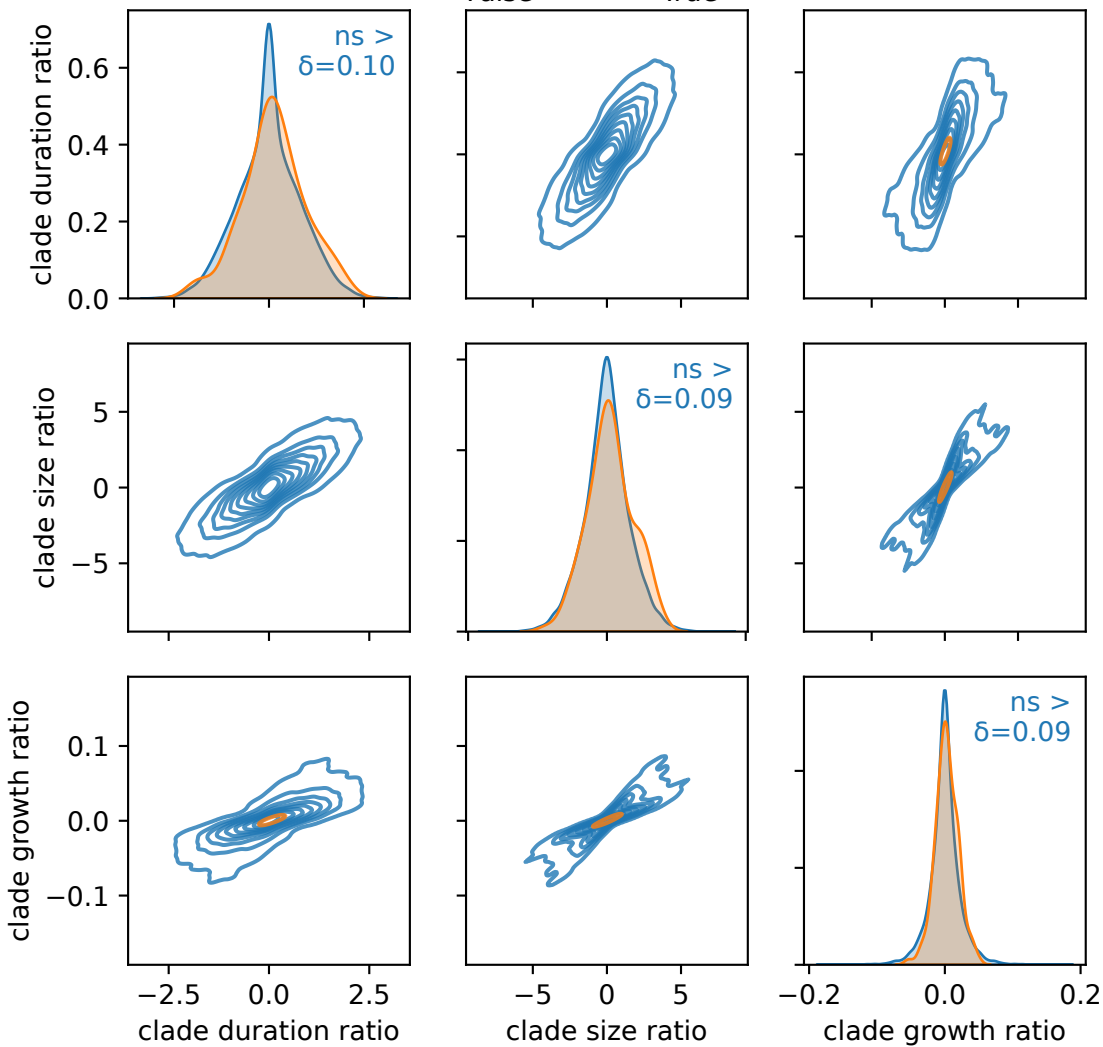 clade duration ratio
0.6
0.4
0.2
0.0
ns >
δ=0.10
clade size ratio
5
0
−5
ns >
δ=0.09
clade growth ratio
0.1
0.0
−0.1
ns >
δ=0.09
−2.5 0.0 2.5
−5 0 5
−0.2 0.0 0.2
clade duration ratio
clade size ratio
clade growth ratio